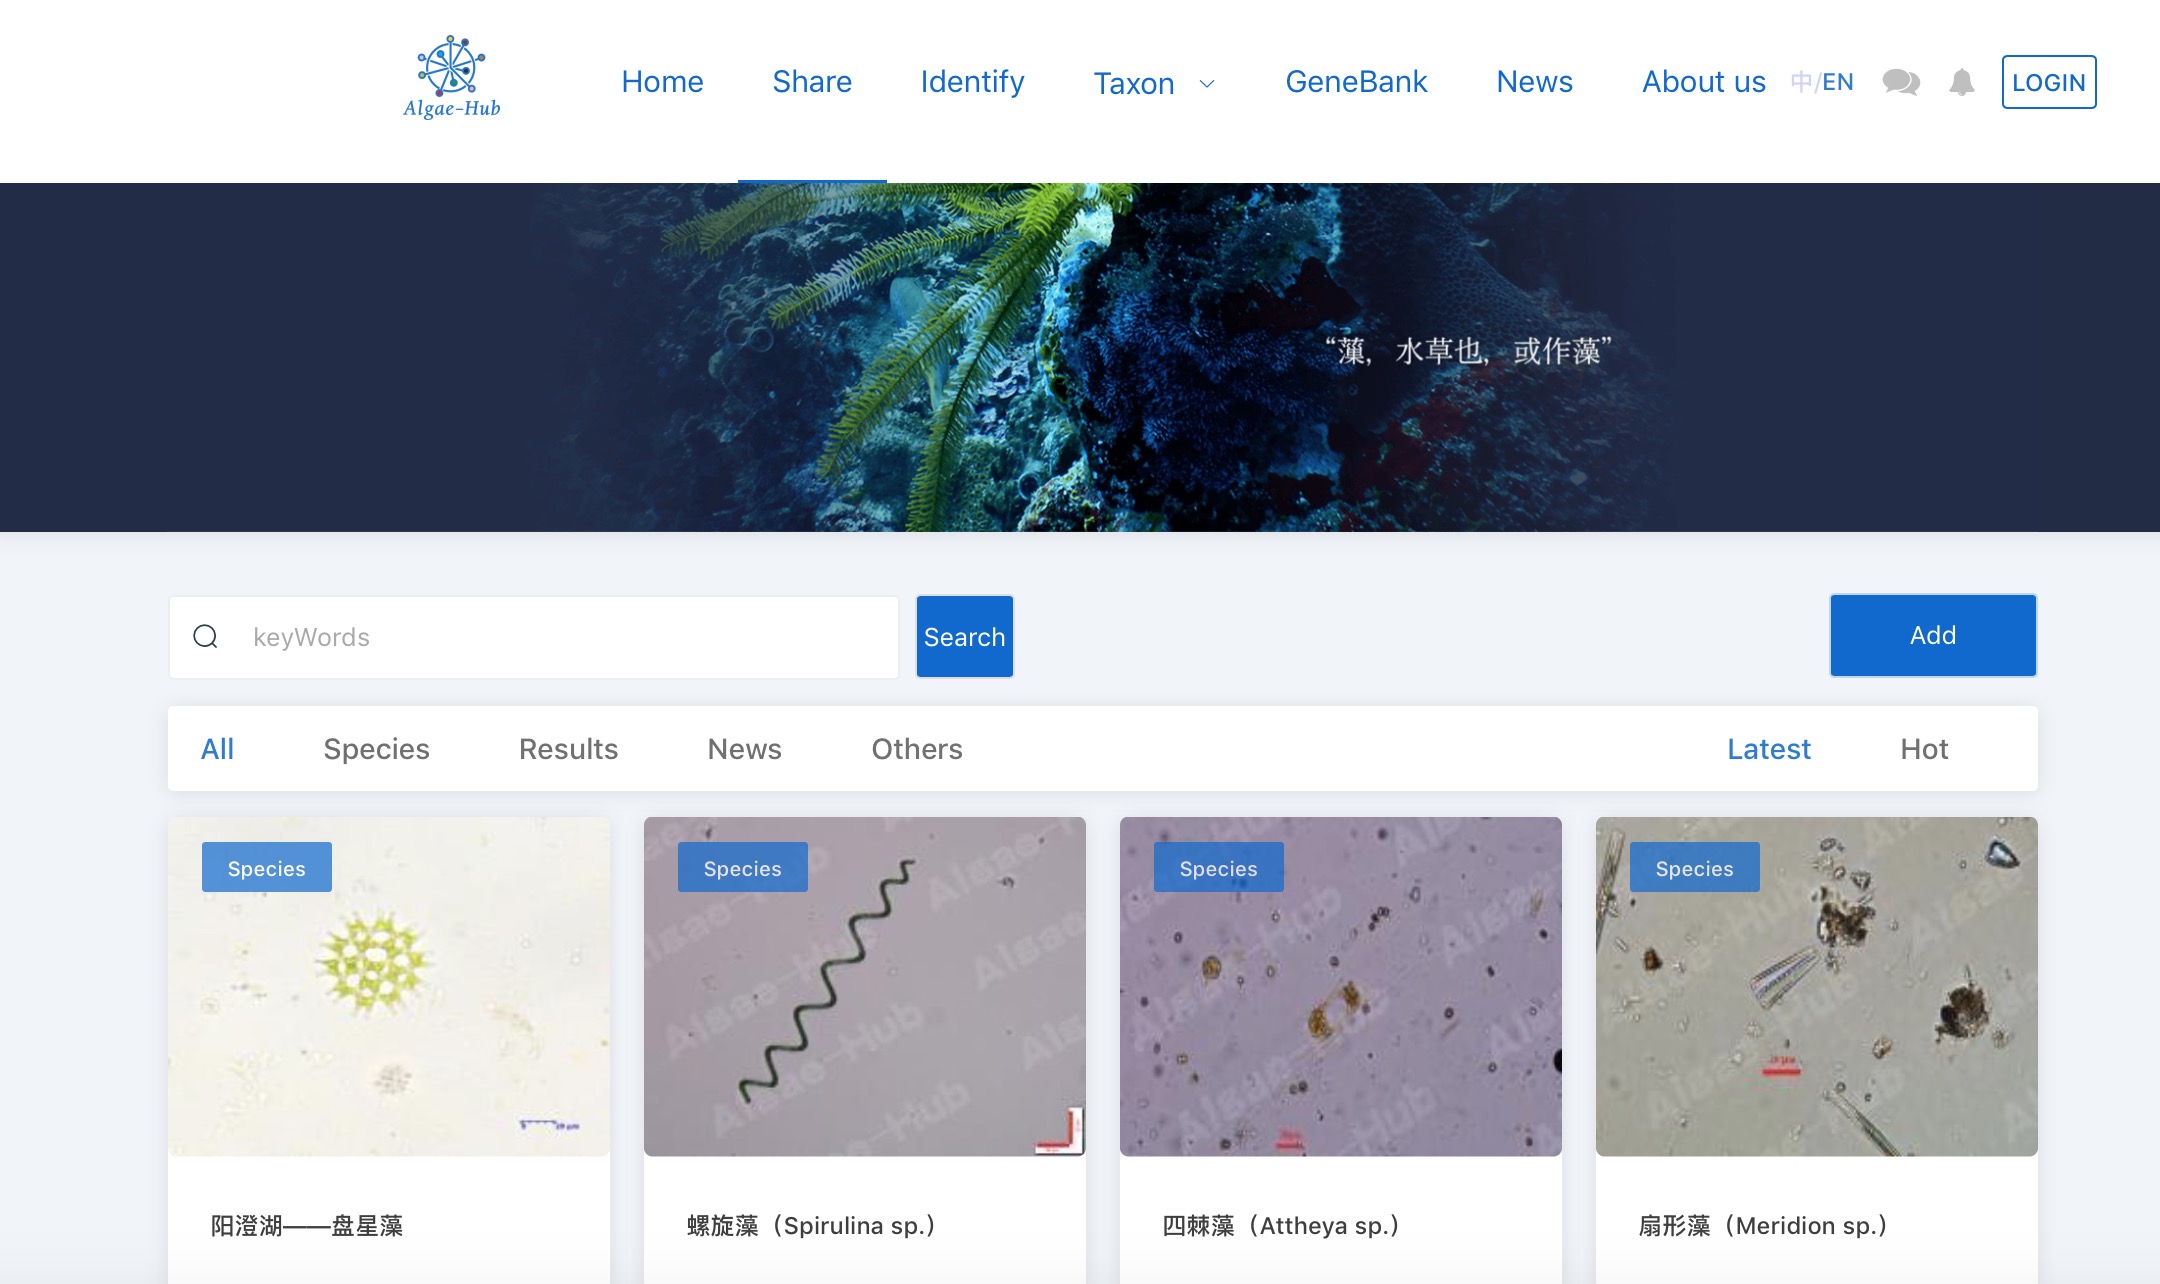 Algae-Hub
Home Share Identify Taxon GeneBank News About us 中/EN LOGIN
“薻，水草也，或作藻”
keyWords Search Add
All Species Results News Others Latest Hot
Species Species Species Species
阳澄湖——盘星藻 螺旋藻（Spirulina sp.） 四棘藻（Attheya sp.） 扇形藻（Meridion sp.）